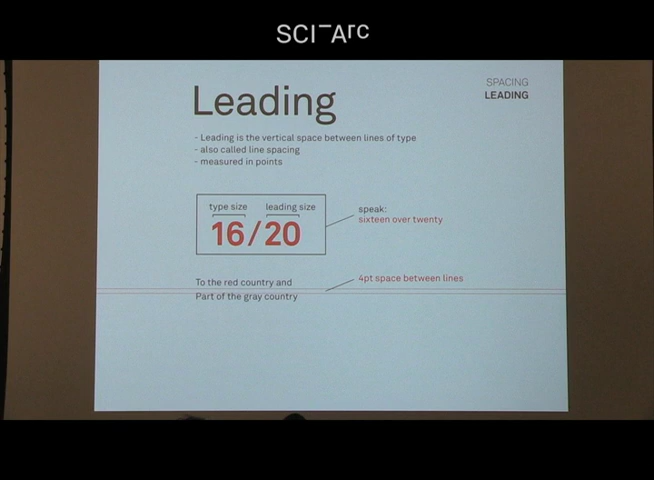 SCI-Arc
SPACING
LEADING
Leading
- Leading is the vertical space between lines of type
- also called line spacing
- measured in points
type size leading size
16/20
speak:
sixteen over twenty
To the red country and
Part of the gray country
4pt space between lines